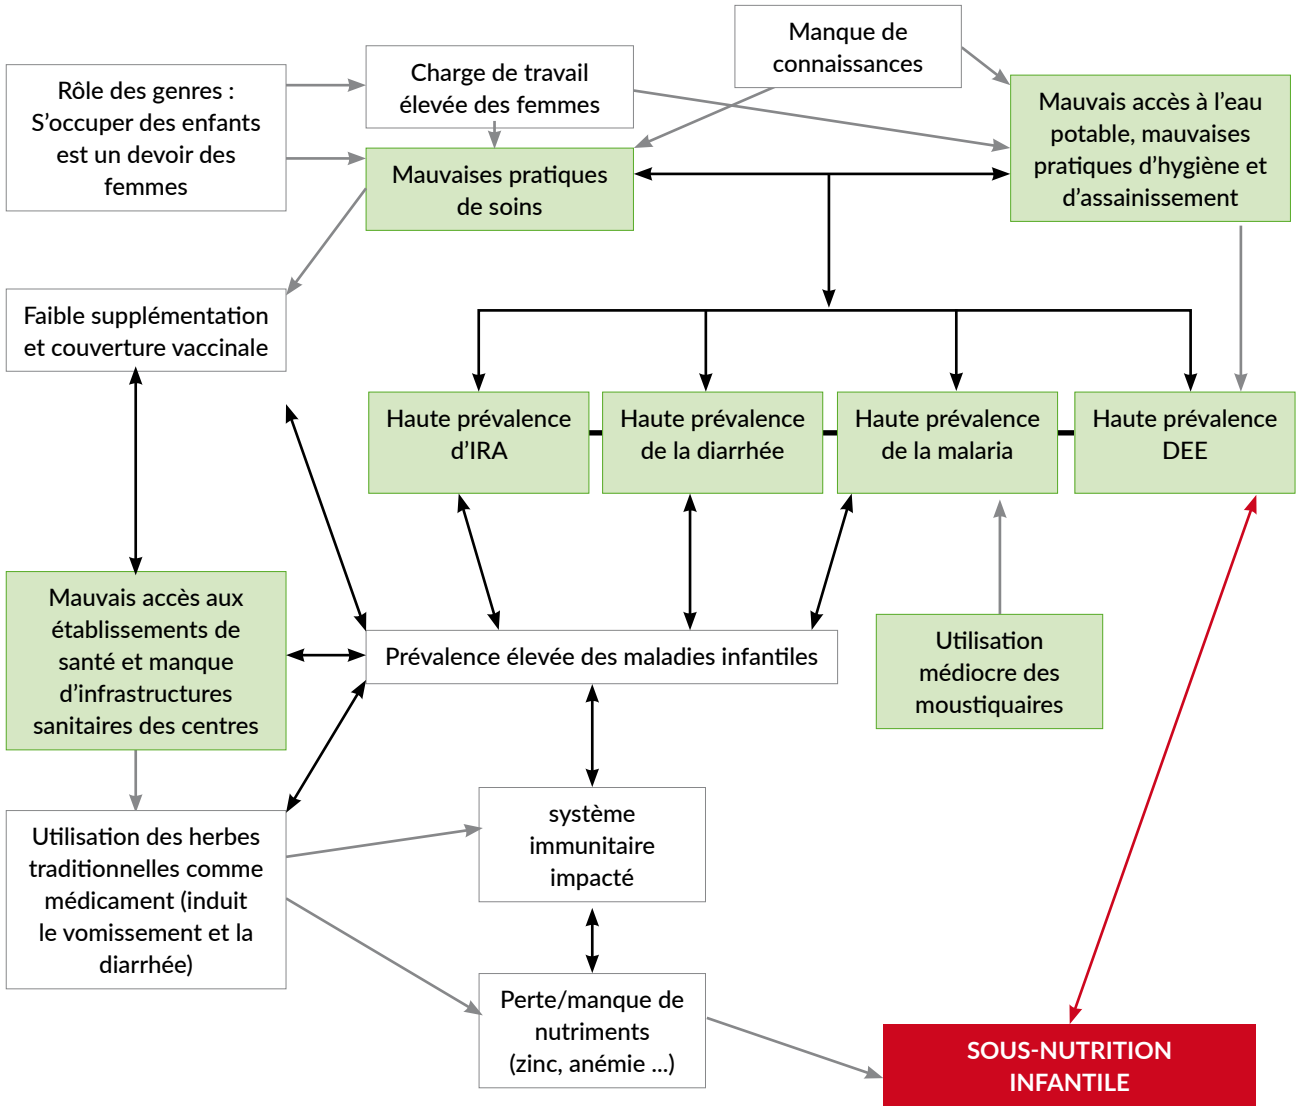 Manque de
connaissances
Rôle des genres :
S’occuper des enfants
est un devoir des
femmes
Charge de travail
élevée des femmes
Mauvais accès à l’eau
potable, mauvaises
pratiques d’hygiène et
d’assainissement
Mauvaises pratiques
de soins
Faible supplémentation
et couverture vaccinale
Haute prévalence
d’IRA
Haute prévalence
de la diarrhée
Haute prévalence
de la malaria
Haute prévalence
DEE
Mauvais accès aux
établissements de
santé et manque
d’infrastructures
sanitaires des centres
Prévalence élevée des maladies infantiles
Utilisation
médiocre des
moustiquaires
Utilisation des herbes
traditionnelles comme
médicament (induit
le vomissement et la
diarrhée)
système
immunitaire
impacté
Perte/manque de
nutriments
(zinc, anémie ...)
SOUS-NUTRITION
INFANTILE